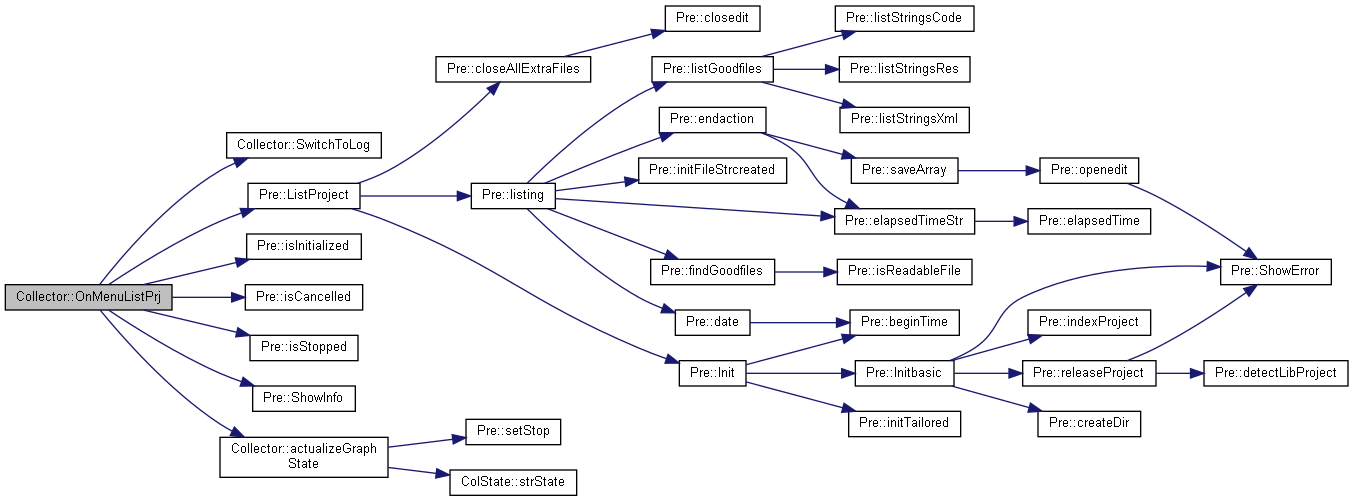 Collector::OnMenuListPrj
Collector::SwitchToLog
Pre::ListProject
Pre::isInitialized
Pre::isCancelled
Pre::isStopped
Pre::ShowInfo
Collector::actualizeGraph
State
Pre::closeAllExtraFiles
Pre::listing
Pre::setStop
ColState::strState
Pre::closedit
Pre::listGoodfiles
Pre::endaction
Pre::initFileStrcreated
Pre::findGoodfiles
Pre::date
Pre::Init
Pre::listStringsCode
Pre::listStringsRes
Pre::listStringsXml
Pre::saveArray
Pre::elapsedTimeStr
Pre::isReadableFile
Pre::beginTime
Pre::Initbasic
Pre::initTailored
Pre::openedit
Pre::elapsedTime
Pre::indexProject
Pre::releaseProject
Pre::createDir
Pre::ShowError
Pre::detectLibProject